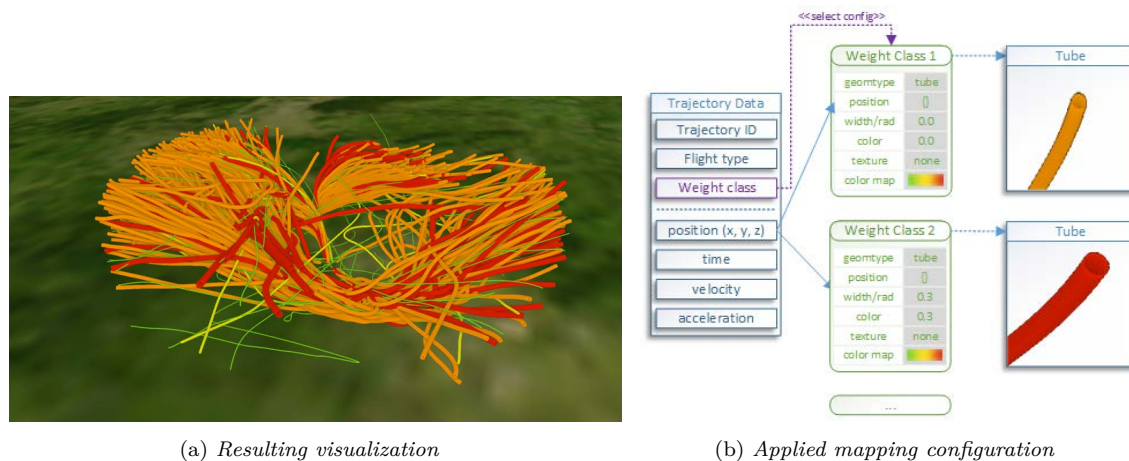 <<select config>>
Trajectory Data
Trajectory ID
Flight type
Weight class
position (x, y, z)
time
velocity
acceleration
Weight Class 1
geomtype tube
position []
width/rad 0.0
color 0.0
texture none
color map
Tube
Weight Class 2
geomtype tube
position []
width/rad 0.3
color 0.3
texture none
color map
Tube
...
(a) Resulting visualization
(b) Applied mapping configuration